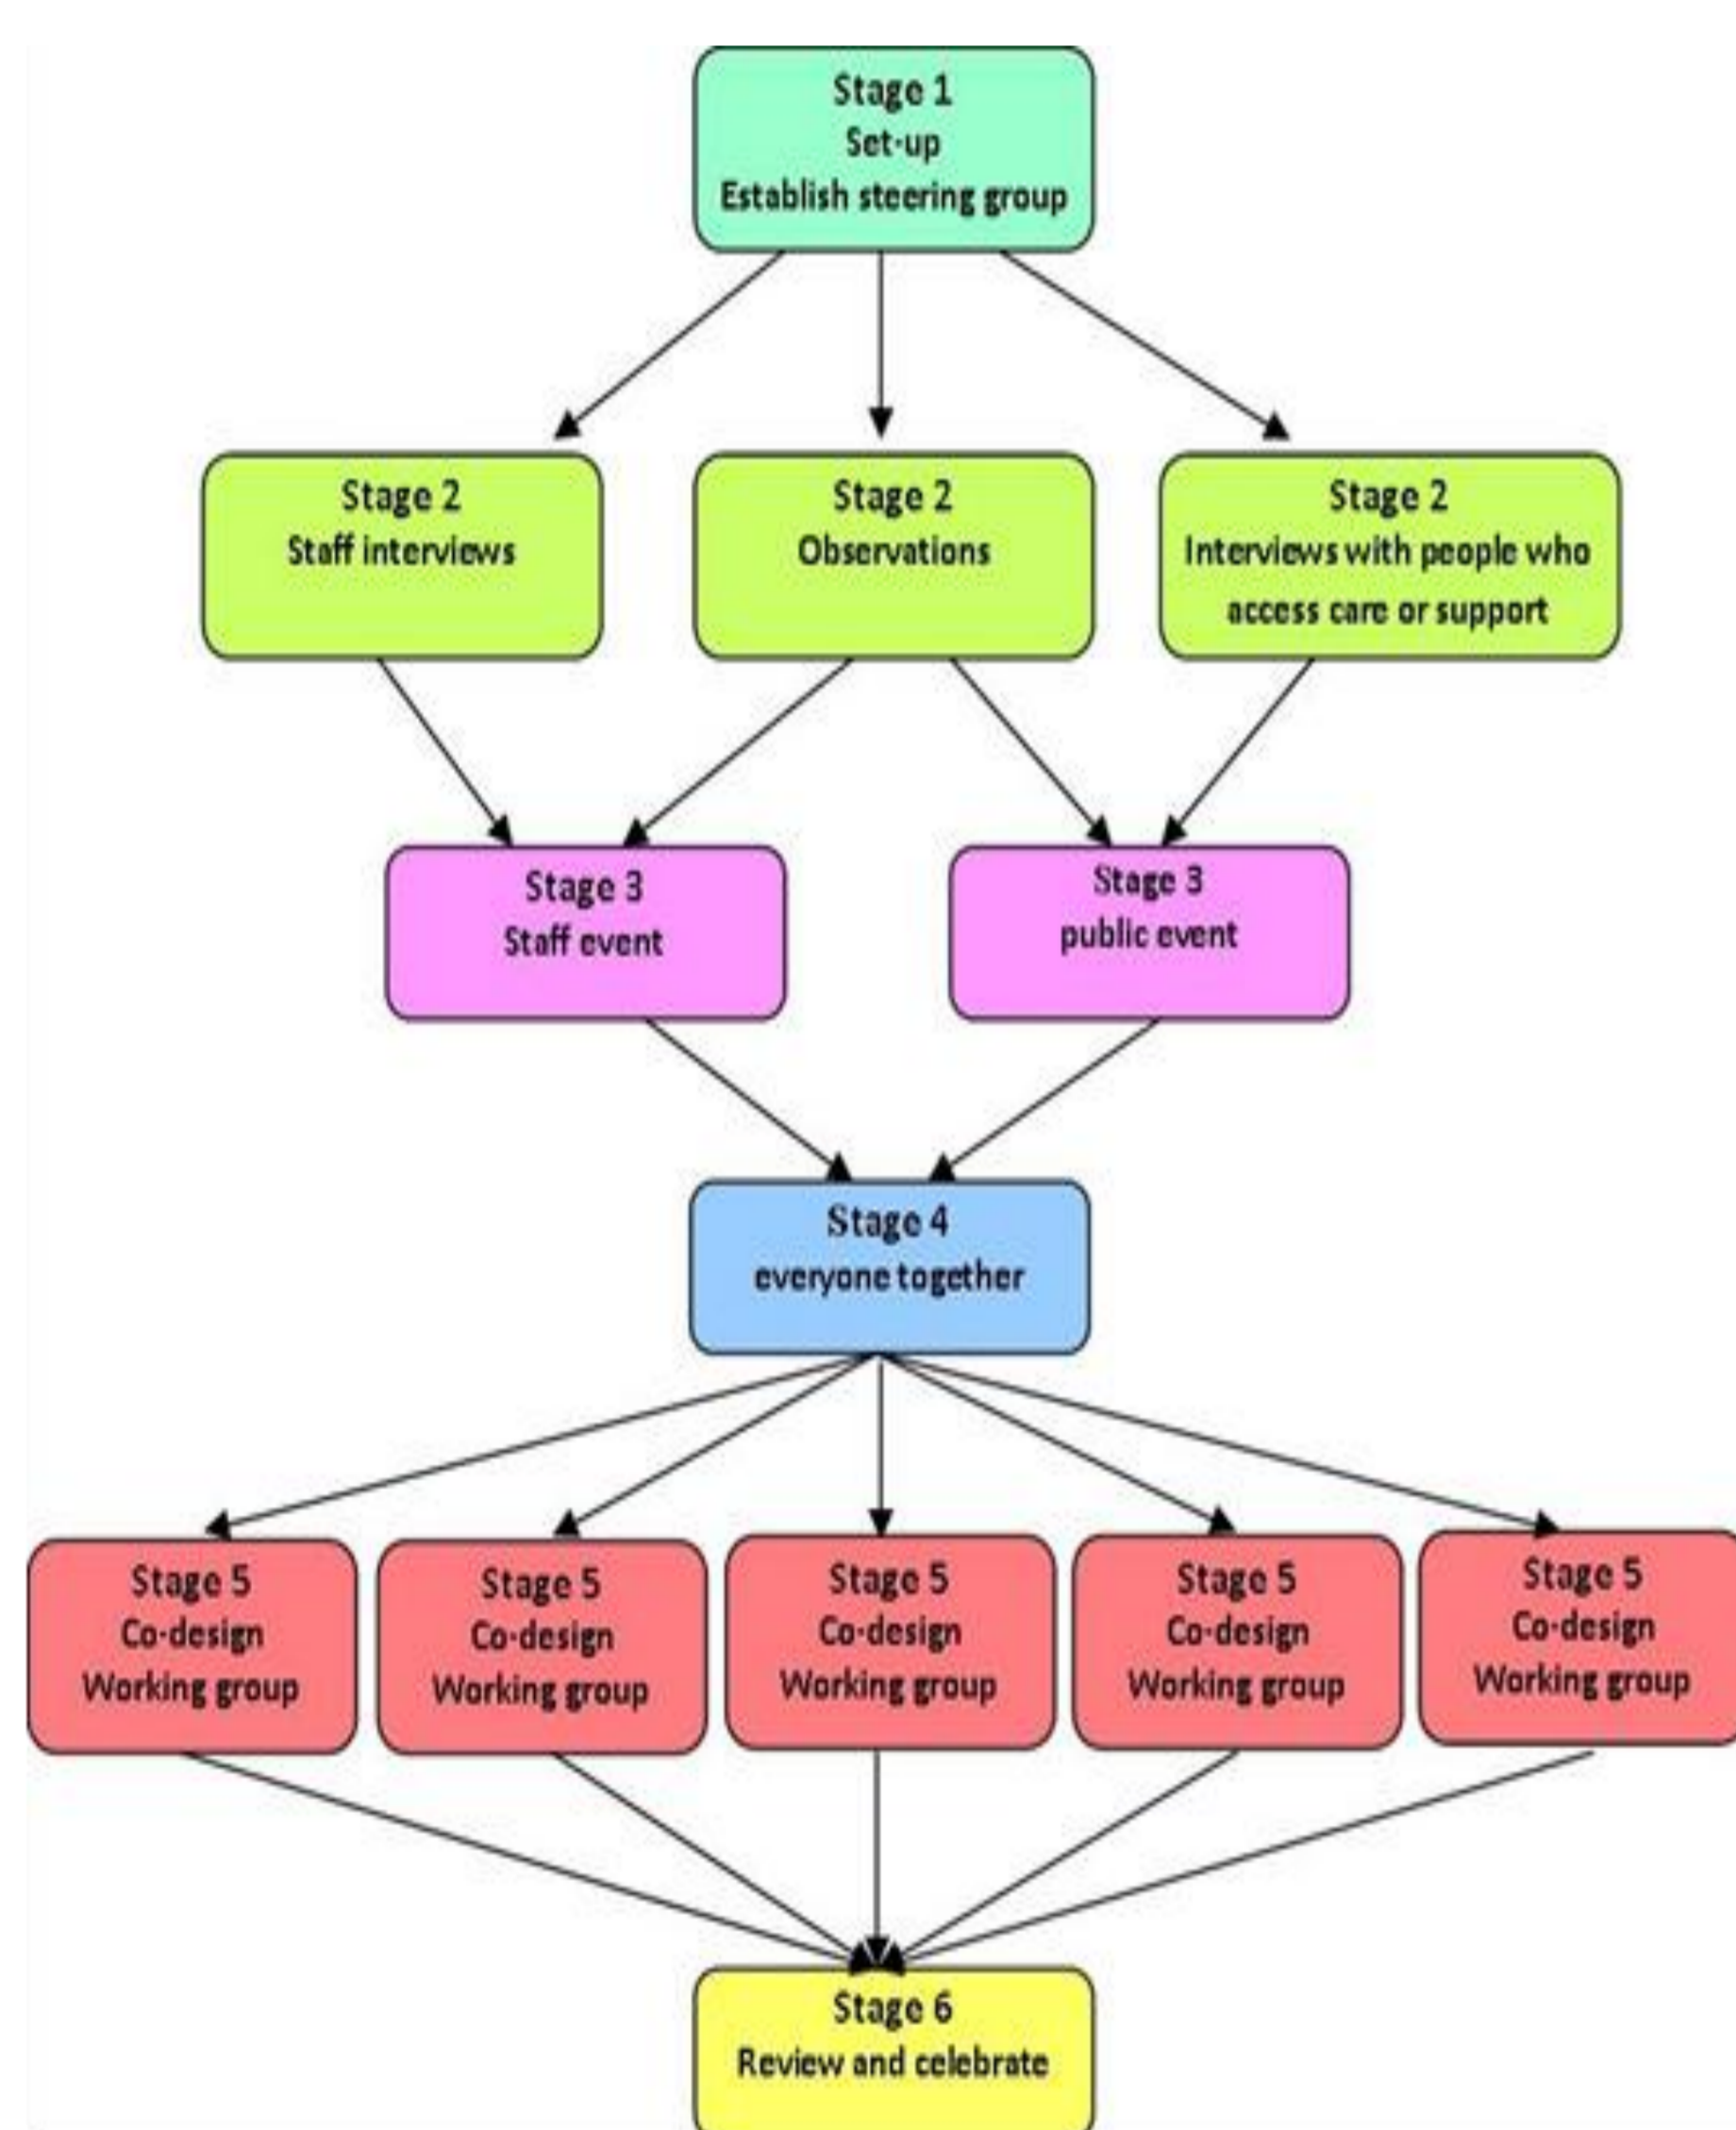 Stage 1
Set-up
Establish steering group
Stage 2
Staff interviews
Stage 2
Observations
Stage 2
Interviews with people who
access care or support
Stage 3
Staff event
Stage 3
public event
Stage 4
everyone together
Stage 5
Co-design
Working group
Stage 5
Co-design
Working group
Stage 5
Co-design
Working group
Stage 5
Co-design
Working group
Stage 5
Co-design
Working group
Stage 6
Review and celebrate